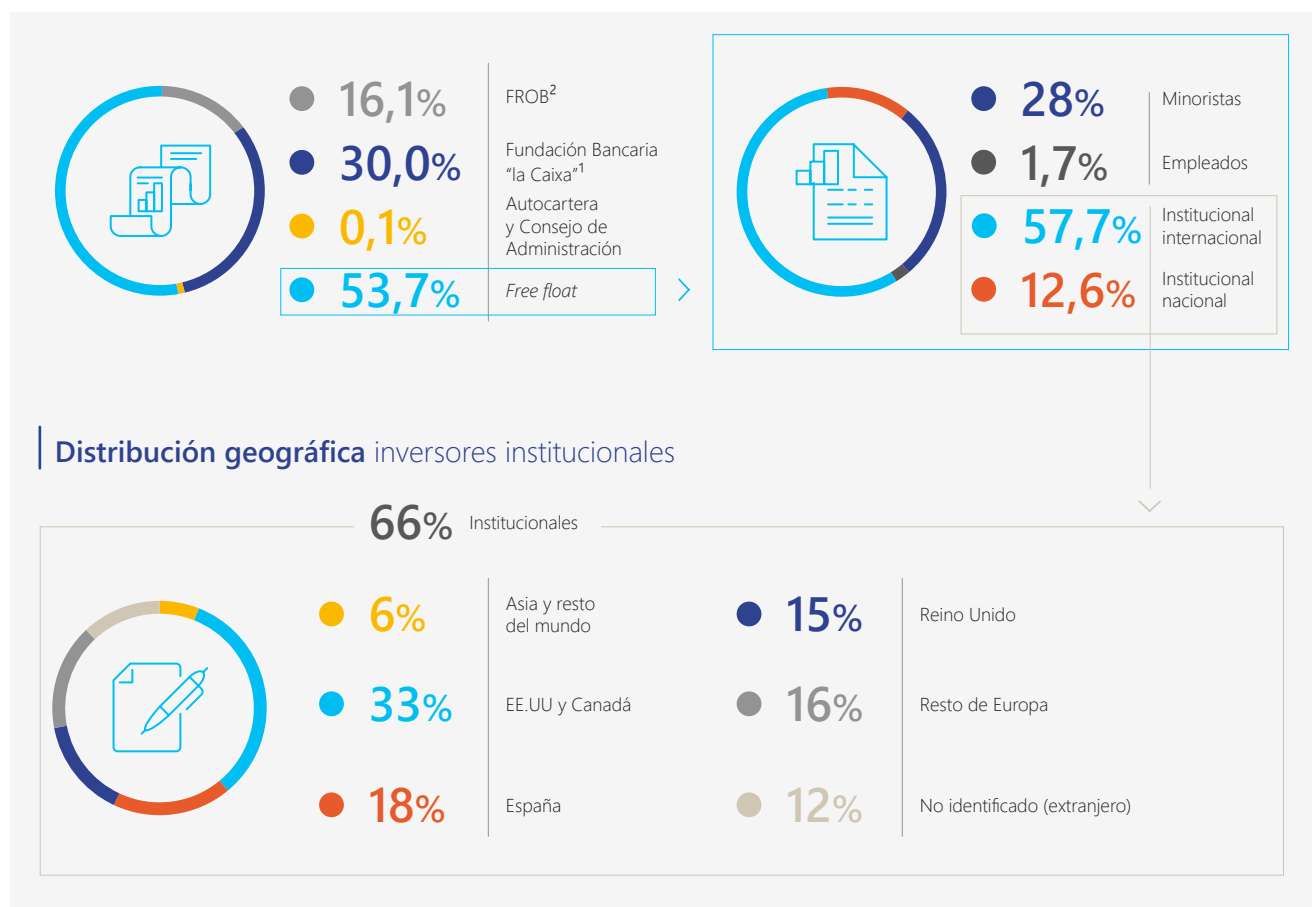 16,1%
FROB²
30,0%
Fundación Bancaria
"la Caixa"¹
0,1%
Autocartera
y Consejo de
Administración
53,7%
Free float
28%
Minoristas
1,7%
Empleados
57,7%
Institucional
internacional
12,6%
Institucional
nacional
Distribución geográfica inversores institucionales
66% Institucionales
6%
Asia y resto
del mundo
33%
EE.UU y Canadá
18%
España
15%
Reino Unido
16%
Resto de Europa
12%
No identificado (extranjero)